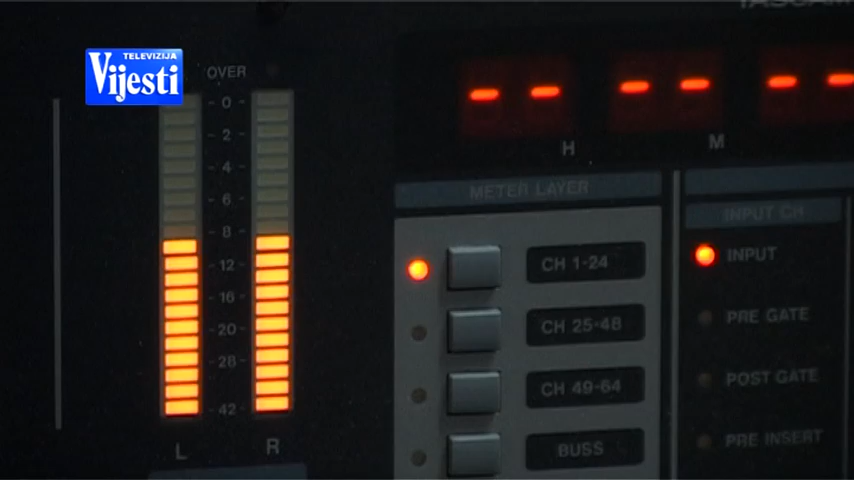 TELEVIZIJA
Vijesti
TASCAM
OVER
0
2
4
6
8
12
16
20
28
42
L
R
H
M
METER LAYER
CH 1-24
CH 25-48
CH 49-64
BUSS
INPUT CH
INPUT
PRE GATE
POST GATE
PRE INSERT